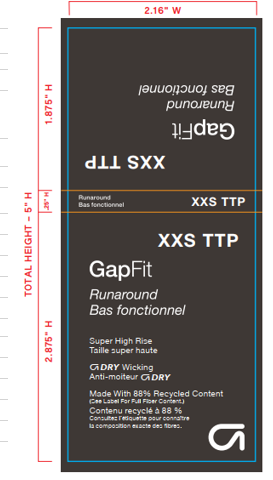 2.16" W
1.875" H
TOTAL HEIGHT – 5" H
.25" H
2.875" H
XXS TTP
GapFit
Runaround
Bas fonctionnel
Runaround
Bas fonctionnel
XXS TTP
XXS TTP
GapFit
Runaround
Bas fonctionnel
Super High Rise
Taille super haute
DRY Wicking
Anti-moiteur DRY
Made With 88% Recycled Content
(See Label For Full Fiber Content.)
Contenu recyclé à 88 %
Consultez l'étiquette pour connaître
la composition exacte des fibres.